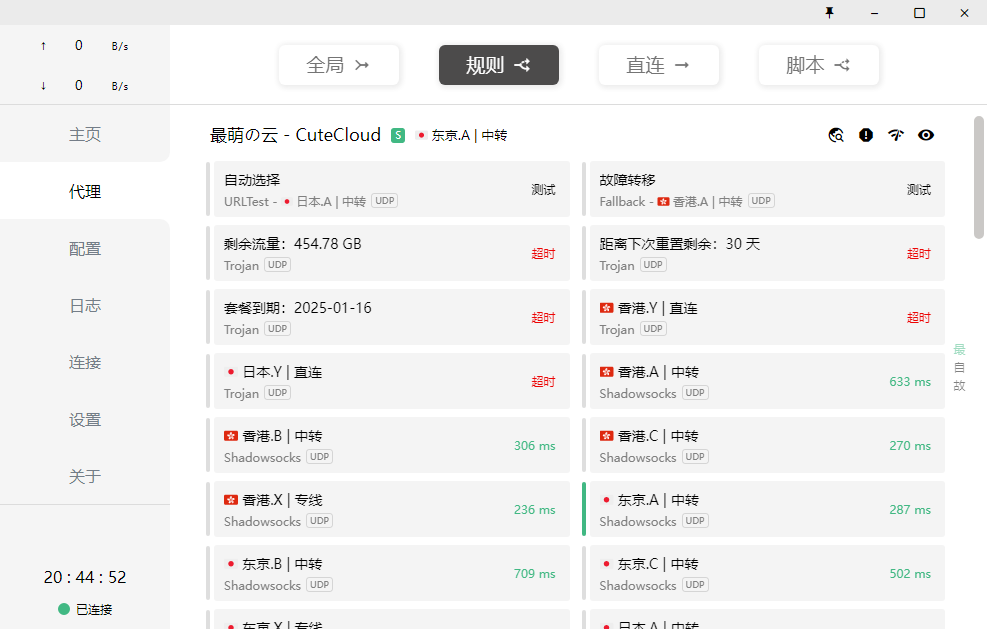 ↑ 0 B/s
↓ 0 B/s
主页
代理
配置
日志
连接
设置
关于
20 : 44 : 52
已连接
全局
规则
直连
脚本
最萌の云 - CuteCloud S 东京.A | 中转
自动选择
URLTest - 日本.A | 中转 UDP
测试
故障转移
Fallback - 香港.A | 中转 UDP
测试
剩余流量：454.78 GB
Trojan UDP
超时
距离下次重置剩余：30 天
Trojan UDP
超时
套餐到期：2025-01-16
Trojan UDP
超时
香港.Y | 直连
Trojan UDP
超时
日本.Y | 直连
Trojan UDP
超时
香港.A | 中转
Shadowsocks UDP
633 ms
香港.B | 中转
Shadowsocks UDP
306 ms
香港.C | 中转
Shadowsocks UDP
270 ms
香港.X | 专线
Shadowsocks UDP
236 ms
东京.A | 中转
Shadowsocks UDP
287 ms
东京.B | 中转
Shadowsocks UDP
709 ms
东京.C | 中转
Shadowsocks UDP
502 ms
东京.X | 专线
日本.A | 中转
最
自
故